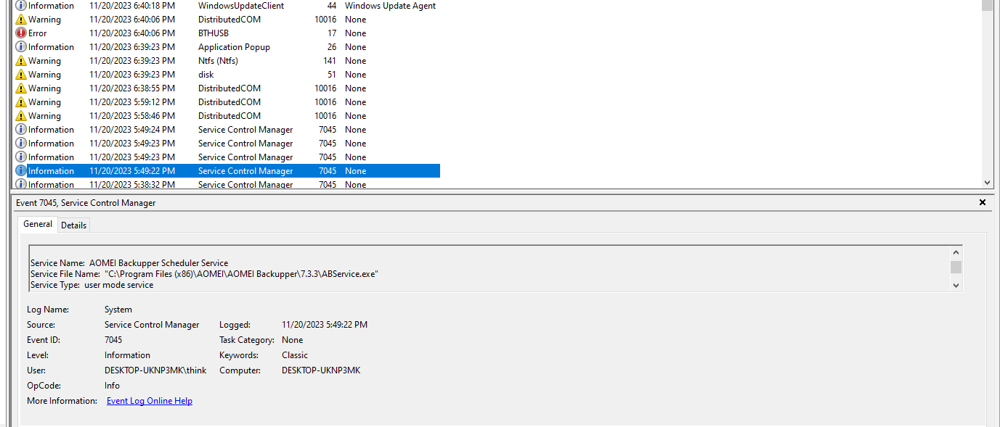 Information 11/20/2023 6:40:18 PM WindowsUpdateClient 44 Windows Update Agent
Warning 11/20/2023 6:40:06 PM DistributedCOM 10016 None
Error 11/20/2023 6:40:06 PM BTHUSB 17 None
Information 11/20/2023 6:39:23 PM Application Popup 26 None
Warning 11/20/2023 6:39:23 PM Ntfs (Ntfs) 141 None
Warning 11/20/2023 6:39:23 PM disk 51 None
Warning 11/20/2023 6:38:55 PM DistributedCOM 10016 None
Warning 11/20/2023 5:59:12 PM DistributedCOM 10016 None
Warning 11/20/2023 5:58:46 PM DistributedCOM 10016 None
Information 11/20/2023 5:49:24 PM Service Control Manager 7045 None
Information 11/20/2023 5:49:23 PM Service Control Manager 7045 None
Information 11/20/2023 5:49:23 PM Service Control Manager 7045 None
Information 11/20/2023 5:49:22 PM Service Control Manager 7045 None
Information 11/20/2023 5:38:32 PM Service Control Manager 7045 None
Event 7045, Service Control Manager
General Details
Service Name: AOMEI Backupper Scheduler Service
Service File Name: "C:\Program Files (x86)\AOMEI\AOMEI Backupper\7.3.3\ABService.exe"
Service Type: user mode service
Log Name: System
Source: Service Control Manager Logged: 11/20/2023 5:49:22 PM
Event ID: 7045 Task Category: None
Level: Information Keywords: Classic
User: DESKTOP-UKNP3MK\think Computer: DESKTOP-UKNP3MK
OpCode: Info
More Information: Event Log Online Help